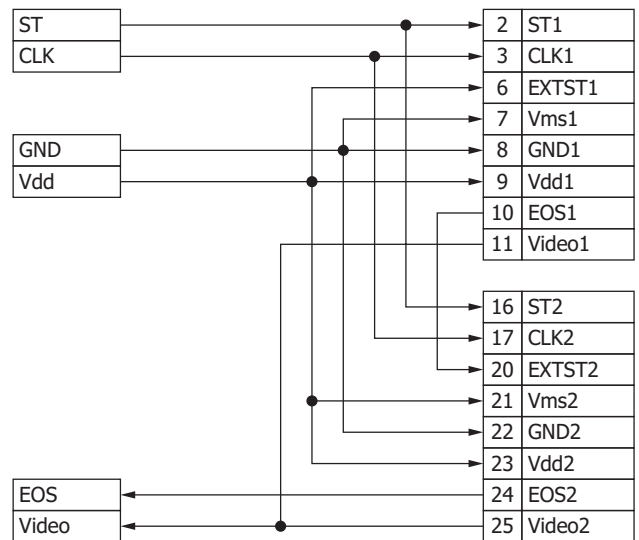 ST
CLK
GND
Vdd
EOS
Video
2 ST1
3 CLK1
6 EXTST1
7 Vms1
8 GND1
9 Vdd1
10 EOS1
11 Video1
16 ST2
17 CLK2
20 EXTST2
21 Vms2
22 GND2
23 Vdd2
24 EOS2
25 Video2